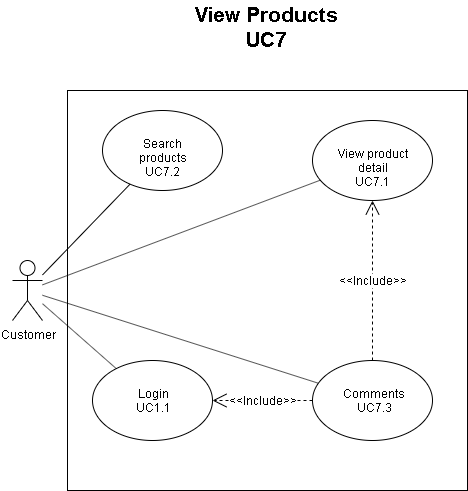 View Products
UC7
Search
products
UC7.2
View product
detail
UC7.1
<<Include>>
Customer
Login
UC1.1
<<Include>>
Comments
UC7.3